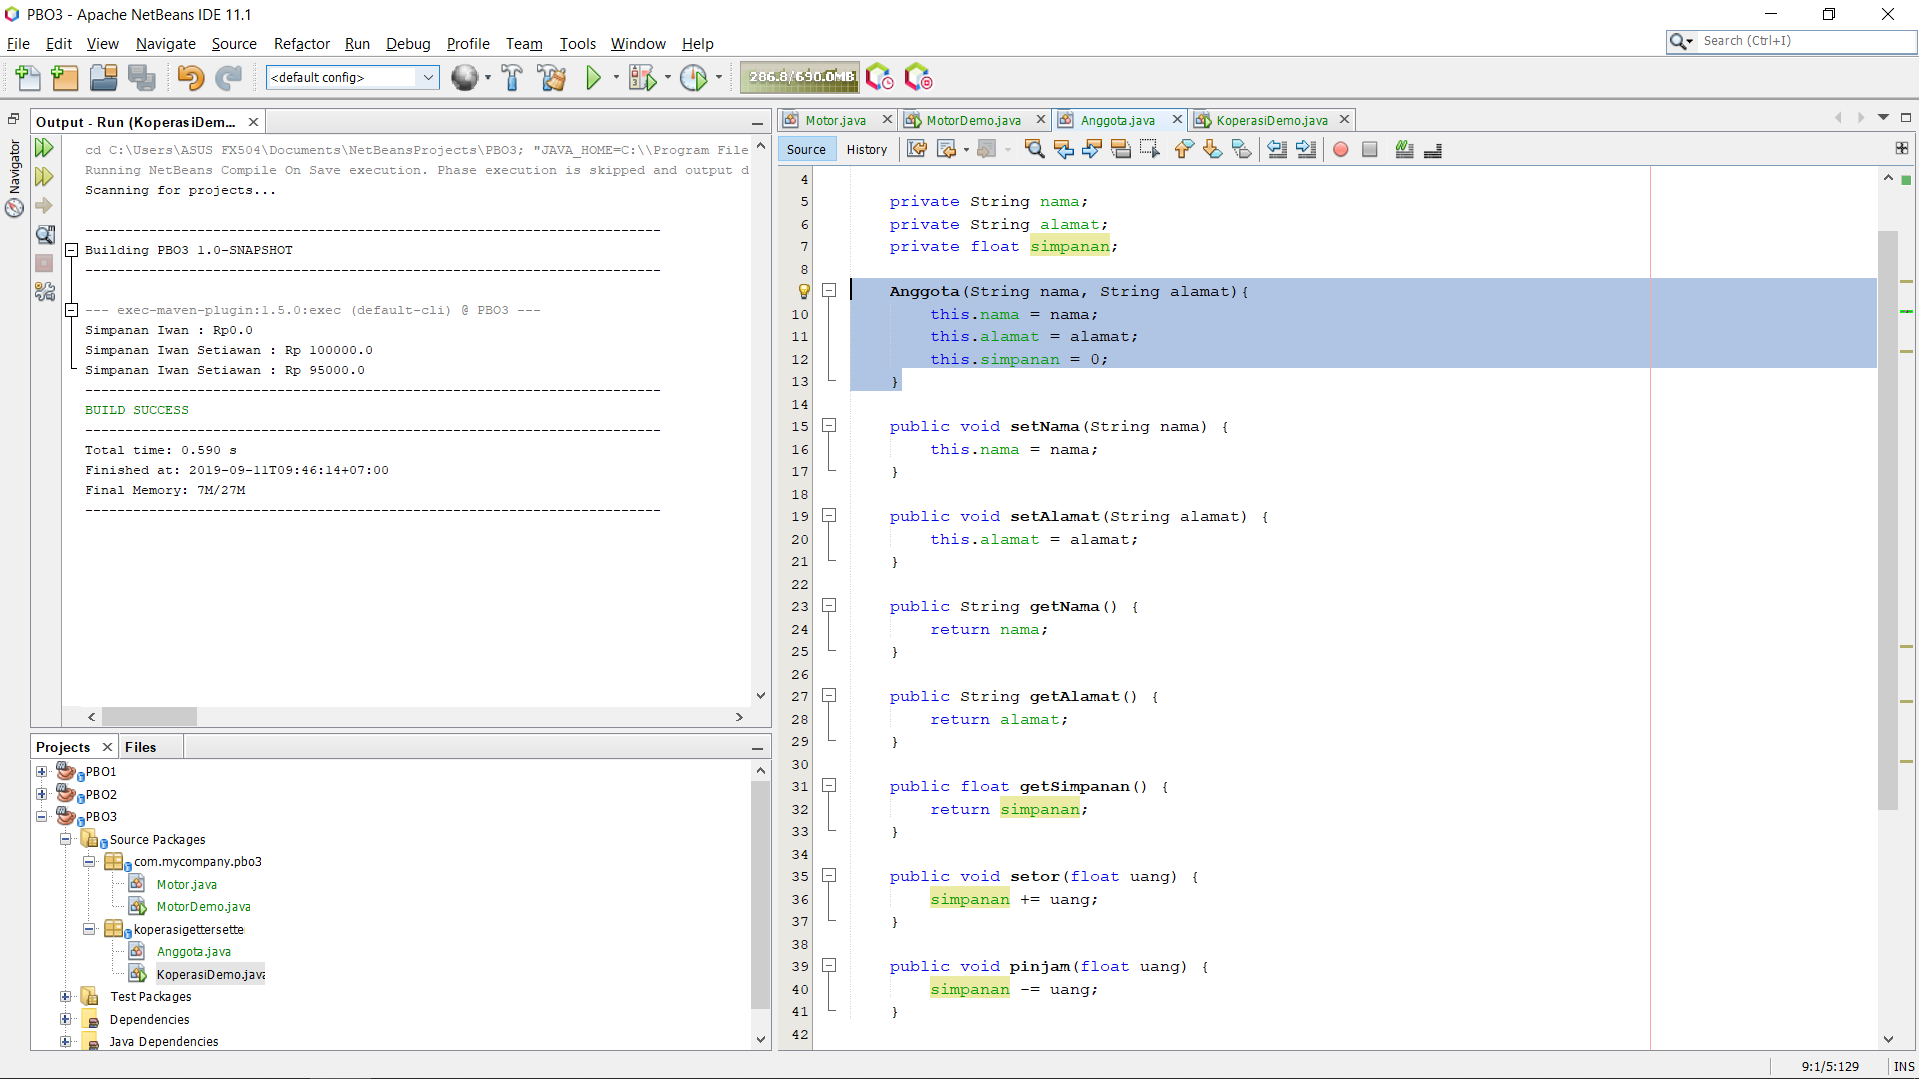 PBO3 - Apache NetBeans IDE 11.1
File Edit View Navigate Source Refactor Run Debug Profile Team Tools Window Help
Search (Ctrl+I)
<default config>
286.8/690.0MB
Output - Run (KoperasiDem...
Navigator
cd C:\Users\ASUS FX504\Documents\NetBeansProjects\PBO3; "JAVA_HOME=C:\\Program File
Running NetBeans Compile On Save execution. Phase execution is skipped and output d
Scanning for projects...
------------------------------------------------------------------------
Building PBO3 1.0-SNAPSHOT
------------------------------------------------------------------------
--- exec-maven-plugin:1.5.0:exec (default-cli) @ PBO3 ---
Simpanan Iwan : Rp0.0
Simpanan Iwan Setiawan : Rp 100000.0
Simpanan Iwan Setiawan : Rp 95000.0
------------------------------------------------------------------------
BUILD SUCCESS
------------------------------------------------------------------------
Total time: 0.590 s
Finished at: 2019-09-11T09:46:14+07:00
Final Memory: 7M/27M
------------------------------------------------------------------------
Projects Files
PBO1
PBO2
PBO3
Source Packages
com.mycompany.pbo3
Motor.java
MotorDemo.java
koperasigettersette
Anggota.java
KoperasiDemo.java
Test Packages
Dependencies
Java Dependencies
Motor.java MotorDemo.java Anggota.java KoperasiDemo.java
Source History
4
5 private String nama;
6 private String alamat;
7 private float simpanan;
8
Anggota(String nama, String alamat){
10 this.nama = nama;
11 this.alamat = alamat;
12 this.simpanan = 0;
13 }
14
15 public void setNama(String nama) {
16 this.nama = nama;
17 }
18
19 public void setAlamat(String alamat) {
20 this.alamat = alamat;
21 }
22
23 public String getNama() {
24 return nama;
25 }
26
27 public String getAlamat() {
28 return alamat;
29 }
30
31 public float getSimpanan() {
32 return simpanan;
33 }
34
35 public void setor(float uang) {
36 simpanan += uang;
37 }
38
39 public void pinjam(float uang) {
40 simpanan -= uang;
41 }
42
9:1/5:129 INS